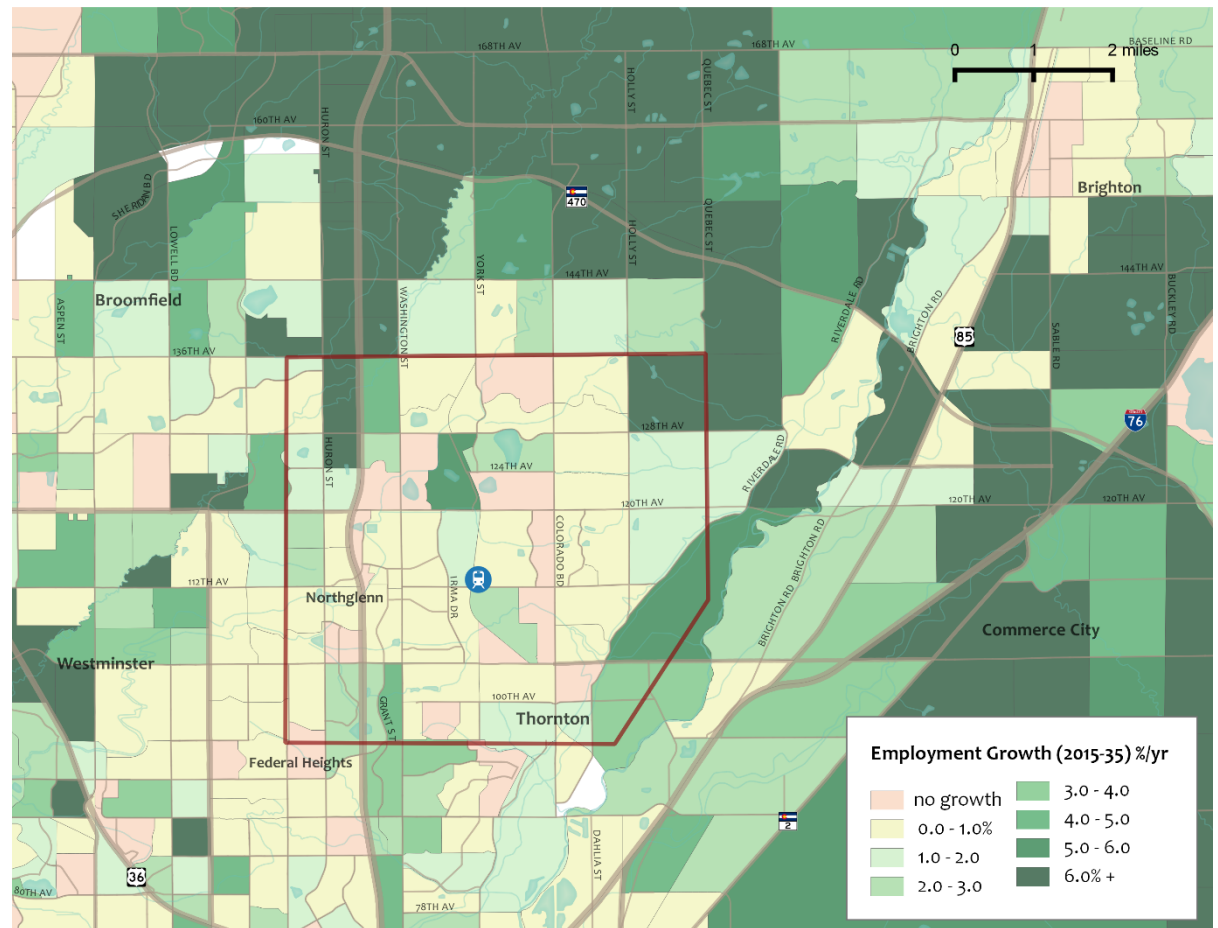 168TH AV
168TH AV
BASELINE RD
0 1 2 miles
HOLLY ST
QUEBEC ST
HURON ST
160TH AV
Brighton
SHERIDAN BD
470
LOWELL BD
YORK ST
HOLLY ST
QUEBEC ST
144TH AV
144TH AV
Broomfield
ASPEN ST
WASHINGTON ST
RIVERDALE RD
BRIGHTON RD
BUCKLEY RD
85
SABLE RD
136TH AV
76
128TH AV
HURON ST
124TH AV
RIVERDALE RD
120TH AV
120TH AV
120TH AV
COLORADO BD
BRIGHTON RD
BRIGHTON RD
112TH AV
IRMA DR
Northglenn
Commerce City
Westminster
100TH AV
GRANT ST
Thornton
Federal Heights
Employment Growth (2015-35) %/yr
no growth
0.0 - 1.0%
1.0 - 2.0
2.0 - 3.0
3.0 - 4.0
4.0 - 5.0
5.0 - 6.0
6.0% +
2
DAHLIA ST
36
80TH AV
78TH AV